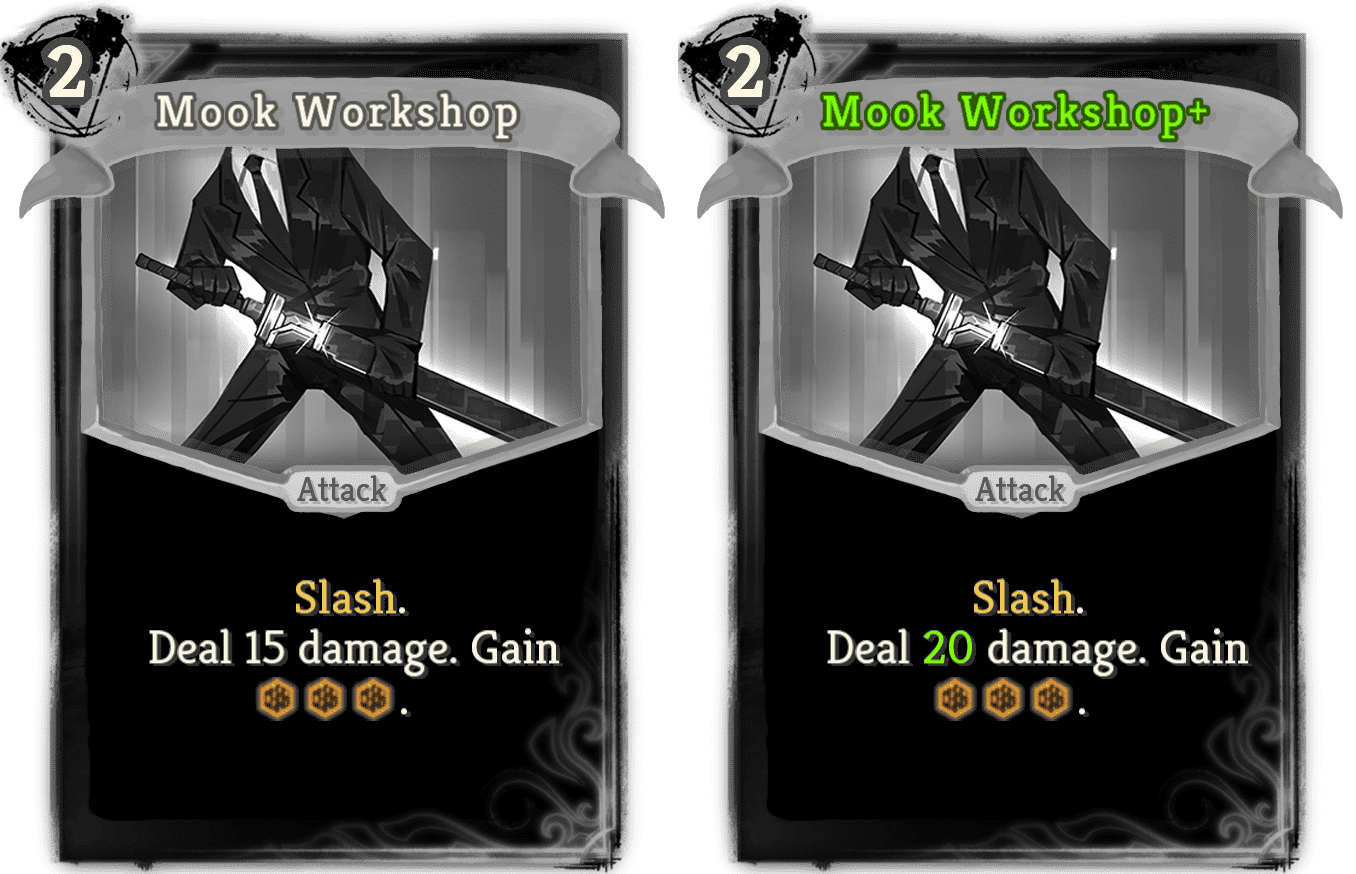 2
Mook Workshop
Attack
Slash.
Deal 15 damage. Gain
.
2
Mook Workshop+
Attack
Slash.
Deal 20 damage. Gain
.